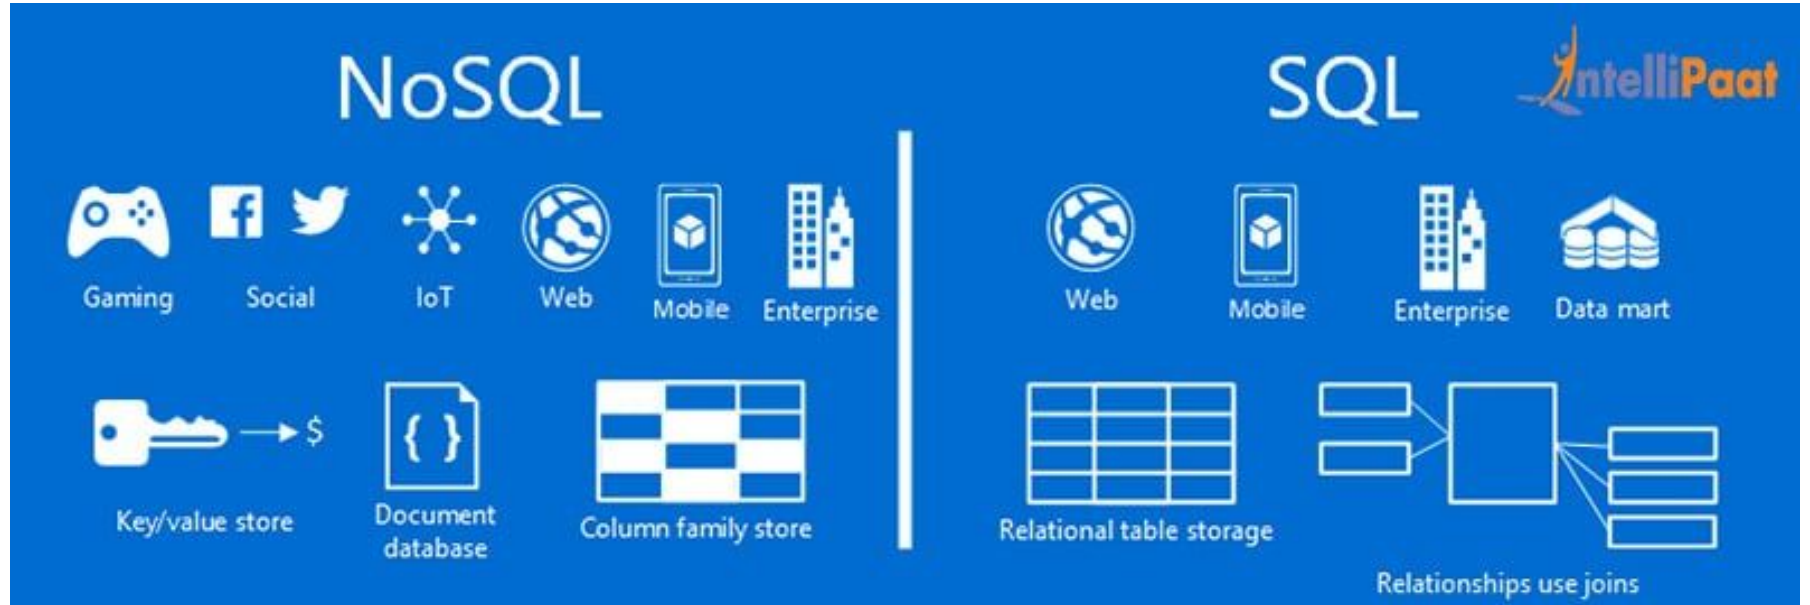 NoSQL
SQL
IntelliPaat
Gaming
Social
IoT
Web
Mobile
Enterprise
Web
Mobile
Enterprise
Data mart
$
{ }
Key/value store
Document
database
Column family store
Relational table storage
Relationships use joins